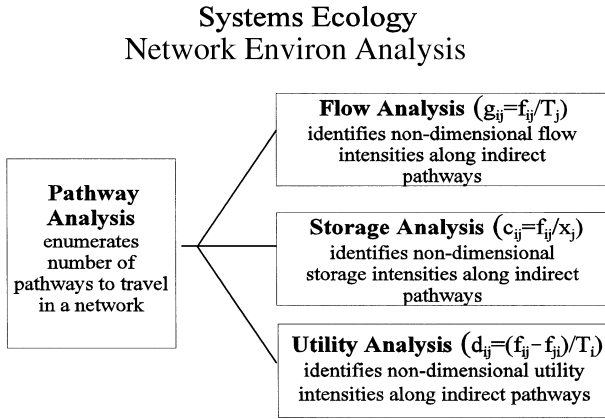 Systems Ecology
Network Environ Analysis
Pathway
Analysis
enumerates
number of
pathways to travel
in a network
Flow Analysis (gij=fij/Tj)
identifies non-dimensional flow
intensities along indirect
pathways
Storage Analysis (cij=fij/xj)
identifies non-dimensional
storage intensities along indirect
pathways
Utility Analysis (dij=(fij−fji)/Ti)
identifies non-dimensional utility
intensities along indirect pathways